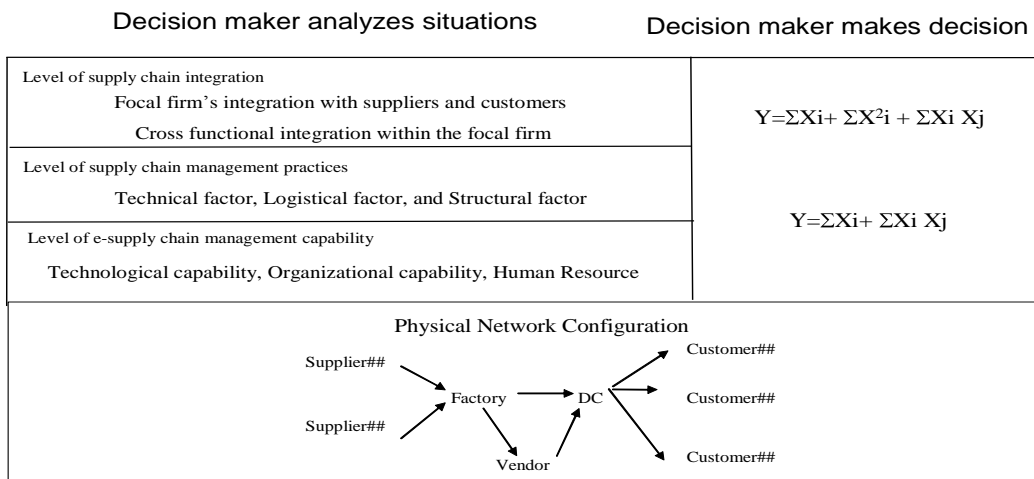 Decision maker analyzes situations
Decision maker makes decision
Level of supply chain integration
Focal firm's integration with suppliers and customers
Cross functional integration within the focal firm
Y=ΣXi+ ΣX²i + ΣXi Xj
Level of supply chain management practices
Technical factor, Logistical factor, and Structural factor
Y=ΣXi+ ΣXi Xj
Level of e-supply chain management capability
Technological capability, Organizational capability, Human Resource
Physical Network Configuration
Supplier##
Customer##
Factory
DC
Customer##
Supplier##
Vendor
Customer##